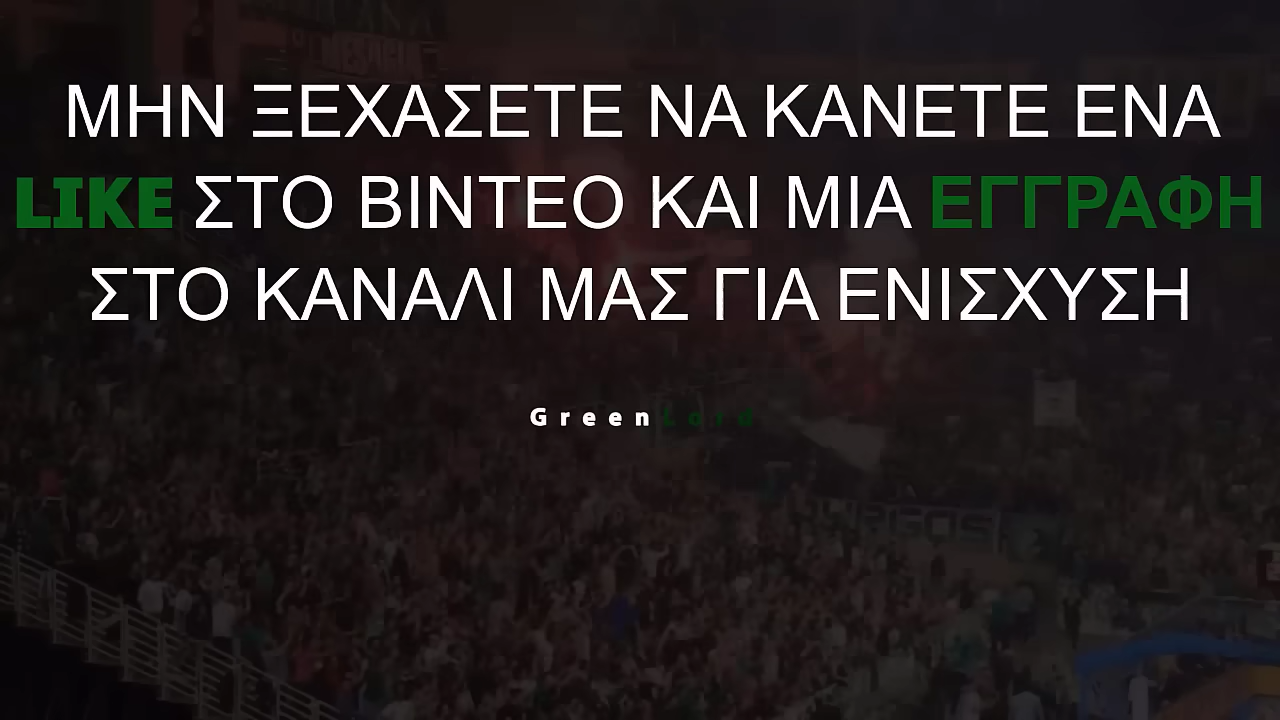 ΜΗΝ ΞΕΧΑΣΕΤΕ ΝΑ ΚΑΝΕΤΕ ΕΝΑ
LIKE ΣΤΟ ΒΙΝΤΕΟ ΚΑΙ ΜΙΑ ΕΓΓΡΑΦΗ
ΣΤΟ ΚΑΝΑΛΙ ΜΑΣ ΓΙΑ ΕΝΙΣΧΥΣΗ
GreenLord